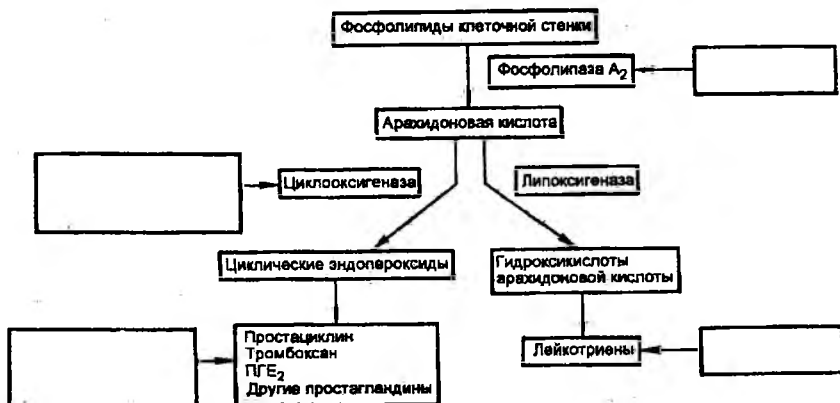 Фосфолипиды клеточной стенки
Фосфолипаза А₂
Арахидоновая кислота
Циклооксигеназа
Липоксигеназа
Циклические эндопероксиды
Гидроксикислоты
арахидоновой кислоты
Простациклин
Тромбоксан
ПГЕ₂
Другие простагландины
Лейкотриены